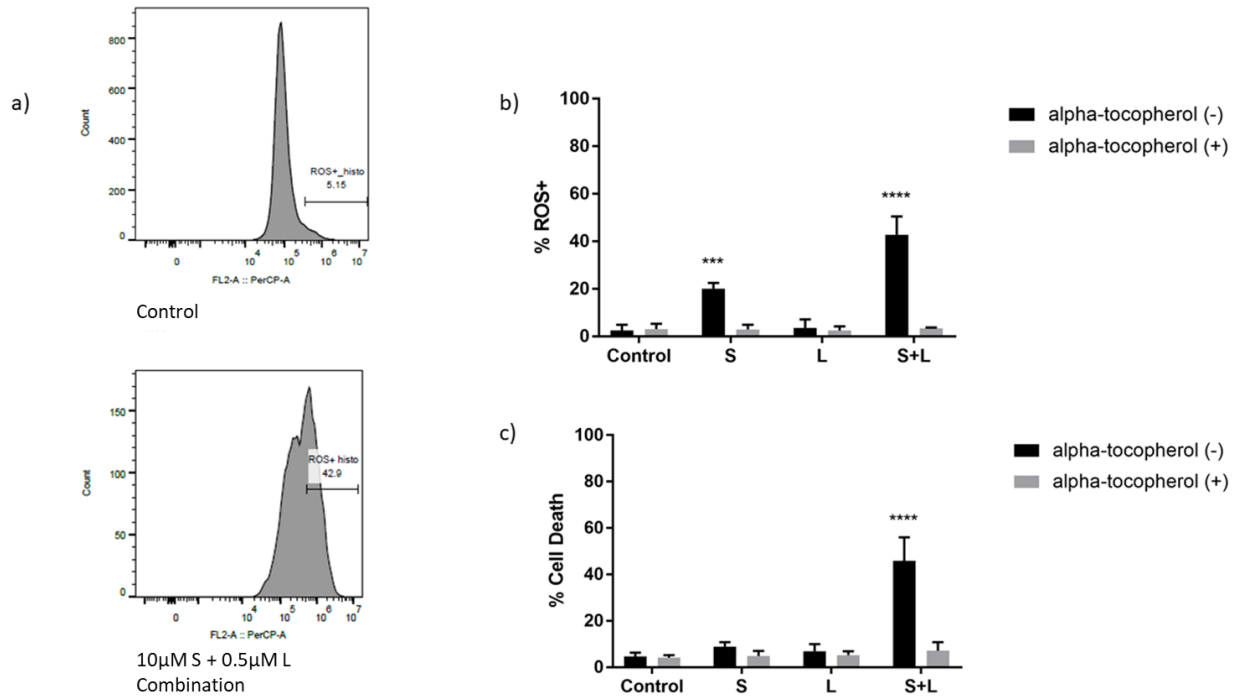 a)
800
600
400
200
0
Count
ROS+_histo
5.15
0 10^4 10^5 10^6 10^7
FL2-A :: PerCP-A
Control
150
100
50
0
Count
ROS+ histo
42.9
0 10^4 10^5 10^6 10^7
FL2-A :: PerCP-A
10μM S + 0.5μM L
Combination
b)
100
80
60
40
20
0
% ROS+
***
****
Control S L S+L
alpha-tocopherol (-)
alpha-tocopherol (+)
c)
100
80
60
40
20
0
% Cell Death
****
Control S L S+L
alpha-tocopherol (-)
alpha-tocopherol (+)